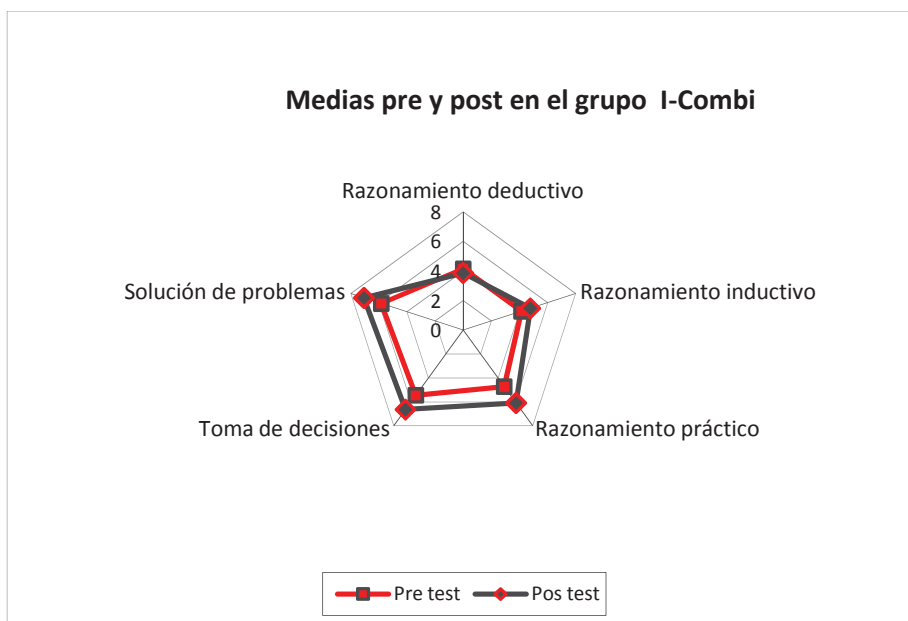 Medias pre y post en el grupo I-Combi
Razonamiento deductivo
8
6
4
2
0
Solución de problemas
Razonamiento inductivo
Toma de decisiones
Razonamiento práctico
Pre test
Pos test